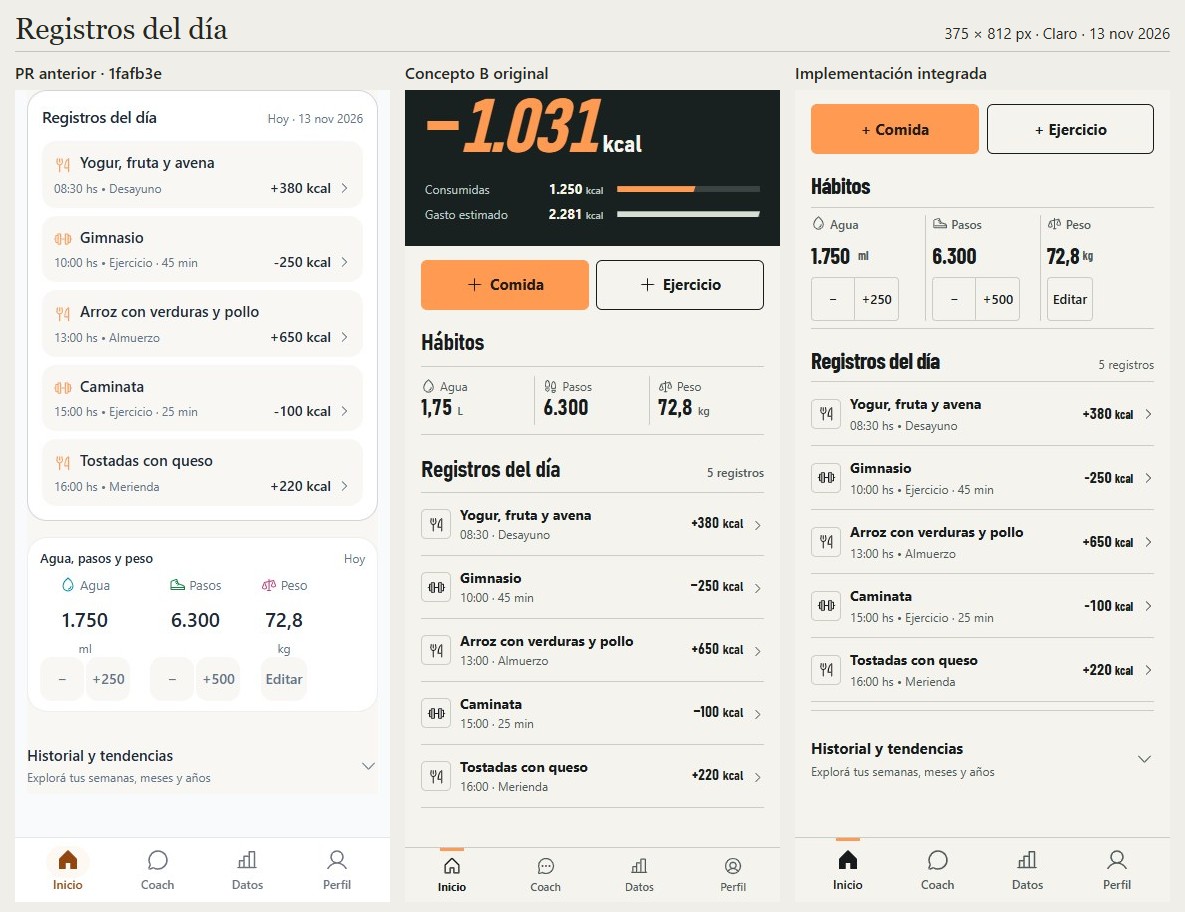 Registros del día
375 × 812 px · Claro · 13 nov 2026
PR anterior · 1fafb3e
Registros del día
Hoy · 13 nov 2026
Yogur, fruta y avena
08:30 hs • Desayuno
+380 kcal
Gimnasio
10:00 hs • Ejercicio · 45 min
-250 kcal
Arroz con verduras y pollo
13:00 hs • Almuerzo
+650 kcal
Caminata
15:00 hs • Ejercicio · 25 min
-100 kcal
Tostadas con queso
16:00 hs • Merienda
+220 kcal
Agua, pasos y peso
Hoy
Agua
Pasos
Peso
1.750
6.300
72,8
ml
kg
–
+250
–
+500
Editar
Historial y tendencias
Explorá tus semanas, meses y años
Inicio
Coach
Datos
Perfil
Concepto B original
–1.031 kcal
Consumidas
1.250 kcal
Gasto estimado
2.281 kcal
+ Comida
+ Ejercicio
Hábitos
Agua
Pasos
Peso
1,75 L
6.300
72,8 kg
Registros del día
5 registros
Yogur, fruta y avena
08:30 · Desayuno
+380 kcal
Gimnasio
10:00 · 45 min
−250 kcal
Arroz con verduras y pollo
13:00 · Almuerzo
+650 kcal
Caminata
15:00 · 25 min
−100 kcal
Tostadas con queso
16:00 · Merienda
+220 kcal
Inicio
Coach
Datos
Perfil
Implementación integrada
+ Comida
+ Ejercicio
Hábitos
Agua
Pasos
Peso
1.750 ml
6.300
72,8 kg
–
+250
–
+500
Editar
Registros del día
5 registros
Yogur, fruta y avena
08:30 hs • Desayuno
+380 kcal
Gimnasio
10:00 hs • Ejercicio · 45 min
-250 kcal
Arroz con verduras y pollo
13:00 hs • Almuerzo
+650 kcal
Caminata
15:00 hs • Ejercicio · 25 min
-100 kcal
Tostadas con queso
16:00 hs • Merienda
+220 kcal
Historial y tendencias
Explorá tus semanas, meses y años
Inicio
Coach
Datos
Perfil